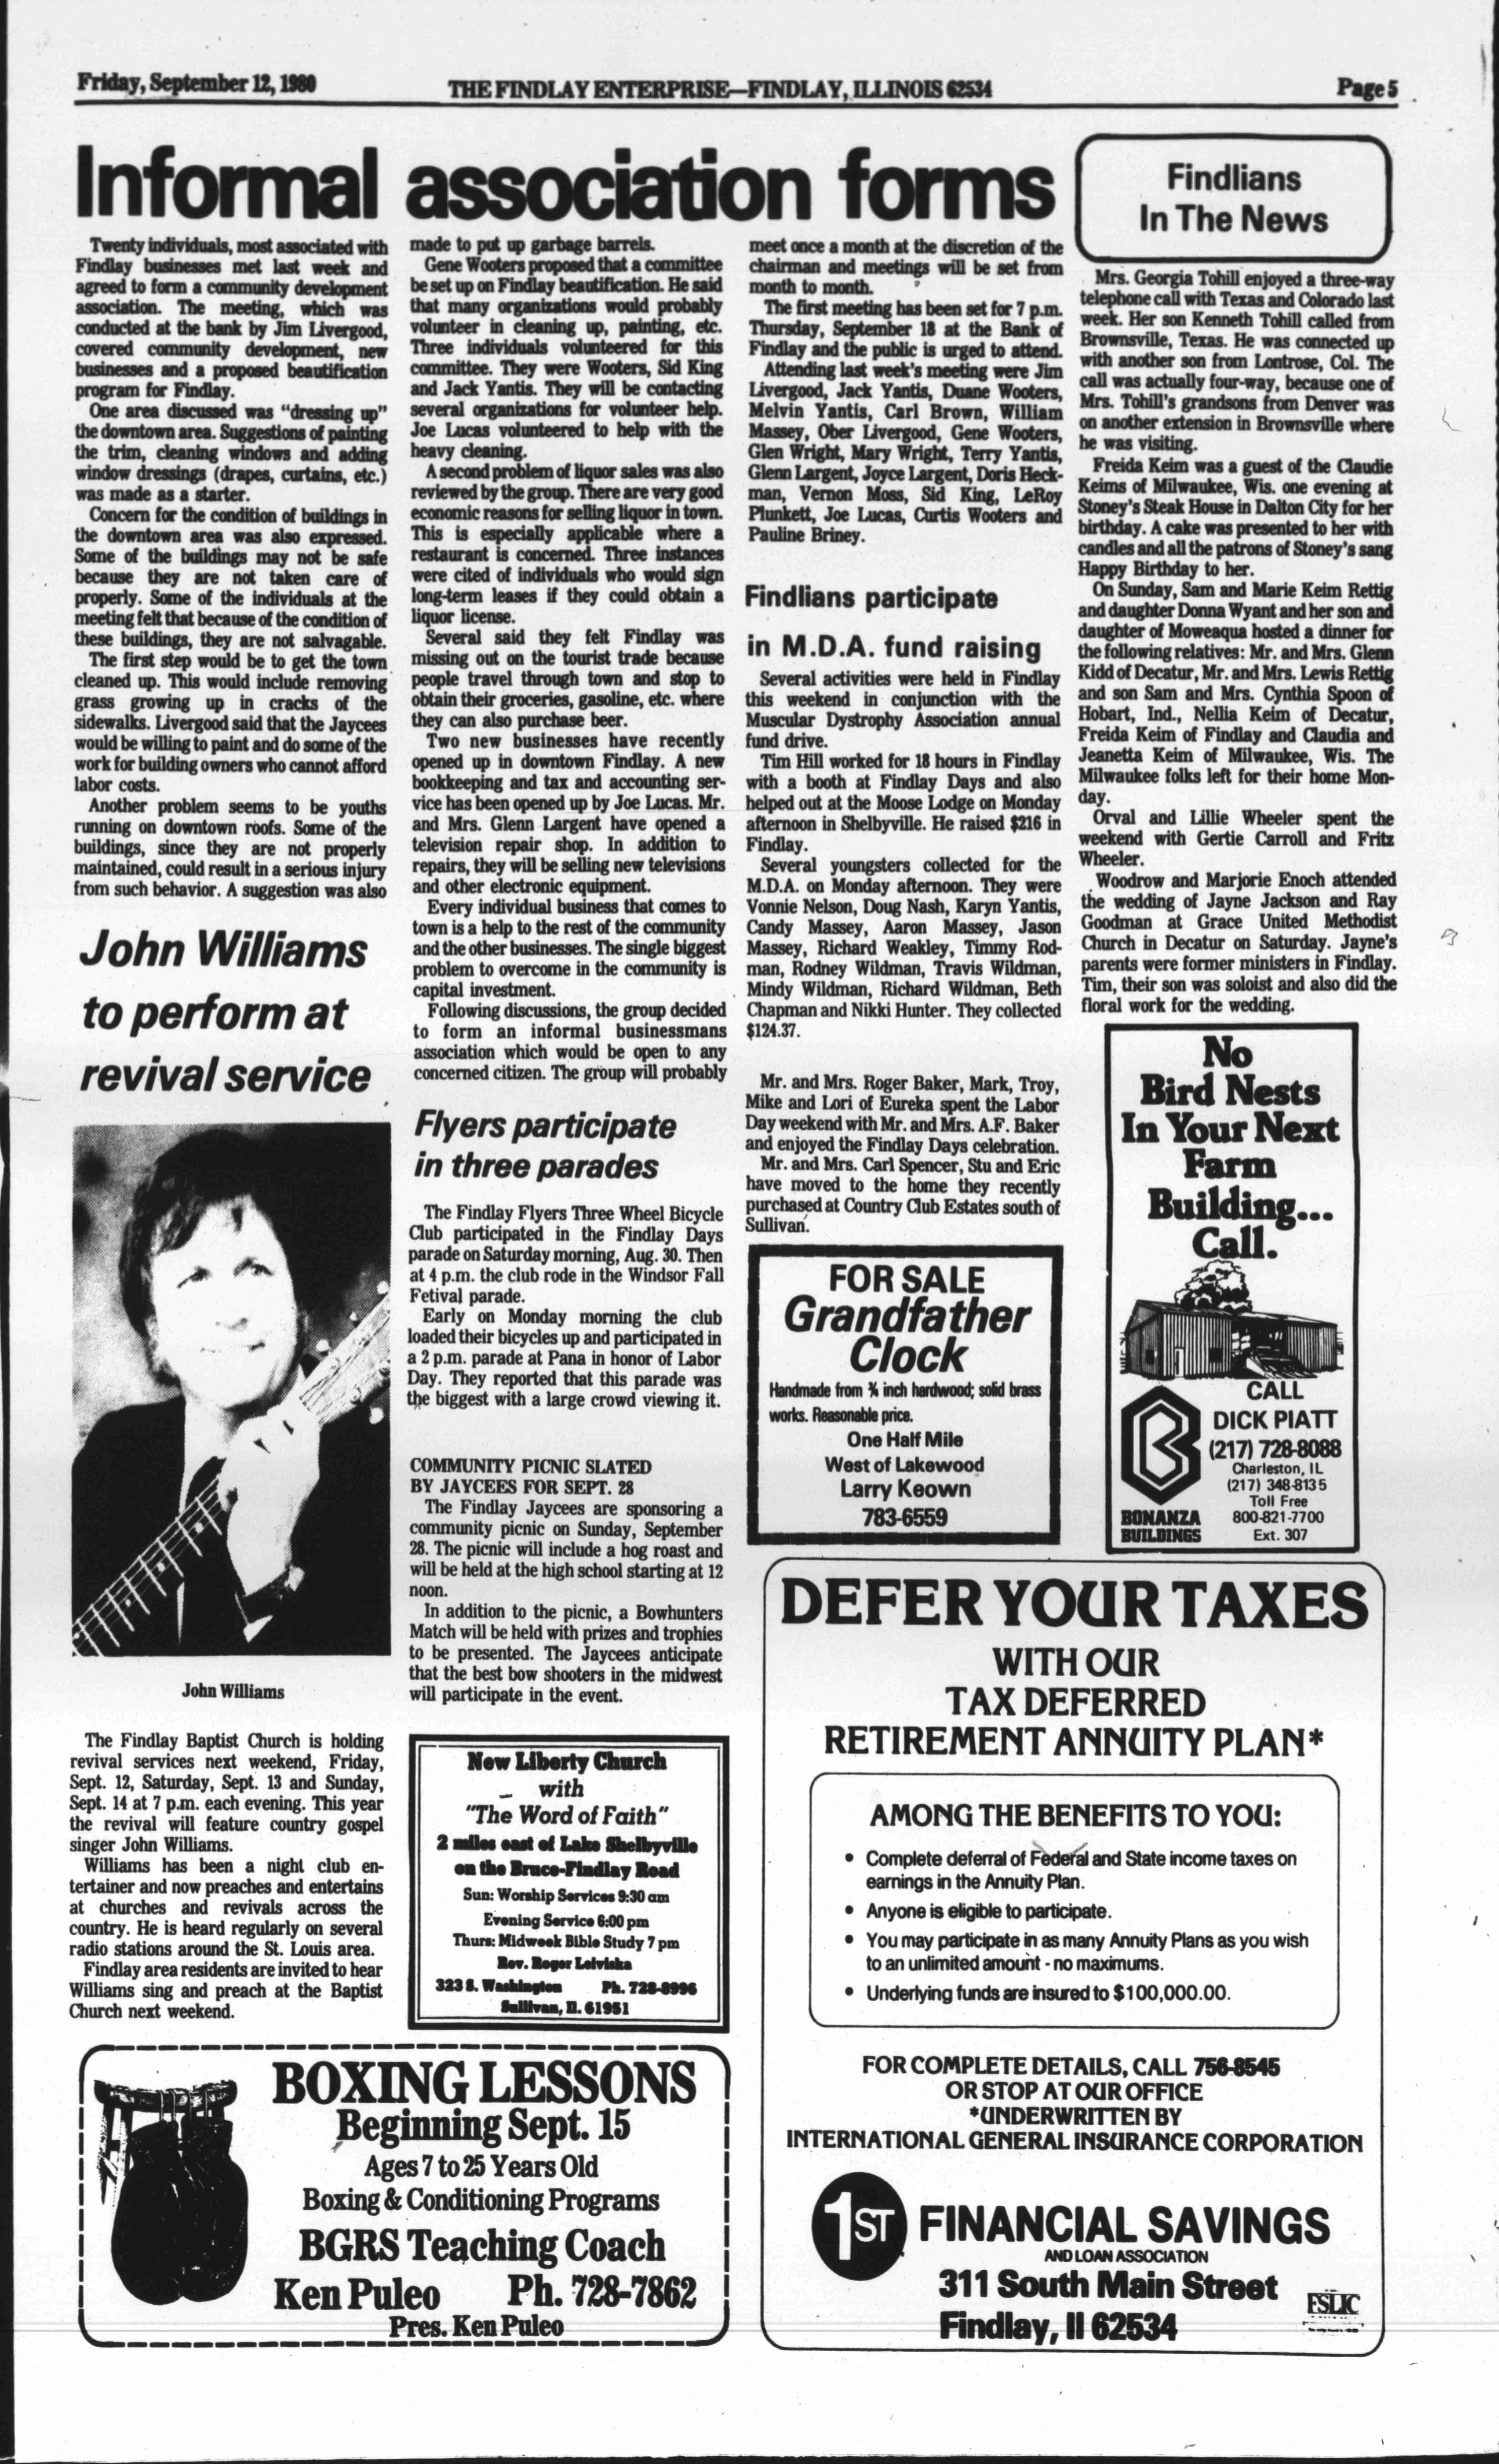 Friday, September 12, 1980
THE FINDLAY ENTERPRISE—FINDLAY, ILLINOIS 62534
Page 5
Informal association forms
Twenty individuals, most associated with
Findlay businesses met last week and
agreed to form a community development
association. The meeting, which was
conducted at the bank by Jim Livergood,
covered community development, new
businesses and a proposed beautification
program for Findlay.
One area discussed was "dressing up"
the downtown area. Suggestions of painting
the trim, cleaning windows and adding
window dressings (drapes, curtains, etc.)
was made as a starter.
Concern for the condition of buildings in
the downtown area was also expressed.
Some of the buildings may not be safe
because they are not taken care of
properly. Some of the individuals at the
meeting felt that because of the condition of
these buildings, they are not salvagable.
The first step would be to get the town
cleaned up. This would include removing
grass growing up in cracks of the
sidewalks. Livergood said that the Jaycees
would be willing to paint and do some of the
work for building owners who cannot afford
labor costs.
Another problem seems to be youths
running on downtown roofs. Some of the
buildings, since they are not properly
maintained, could result in a serious injury
from such behavior. A suggestion was also
made to put up garbage barrels.
Gene Wooters proposed that a committee
be set up on Findlay beautification. He said
that many organizations would probably
volunteer in cleaning up, painting, etc.
Three individuals volunteered for this
committee. They were Wooters, Sid King
and Jack Yantis. They will be contacting
several organizations for volunteer help.
Joe Lucas volunteered to help with the
heavy cleaning.
A second problem of liquor sales was also
reviewed by the group. There are very good
economic reasons for selling liquor in town.
This is especially applicable where a
restaurant is concerned. Three instances
were cited of individuals who would sign
long-term leases if they could obtain a
liquor license.
Several said they felt Findlay was
missing out on the tourist trade because
people travel through town and stop to
obtain their groceries, gasoline, etc. where
they can also purchase beer.
Two new businesses have recently
opened up in downtown Findlay. A new
bookkeeping and tax and accounting ser-
vice has been opened up by Joe Lucas. Mr.
and Mrs. Glenn Largent have opened a
television repair shop. In addition to
repairs, they will be selling new televisions
and other electronic equipment.
Every individual business that comes to
town is a help to the rest of the community
and the other businesses. The single biggest
problem to overcome in the community is
capital investment.
Following discussions, the group decided
to form an informal businessmans
association which would be open to any
concerned citizen. The group will probably
meet once a month at the discretion of the
chairman and meetings will be set from
month to month.
The first meeting has been set for 7 p.m.
Thursday, September 18 at the Bank of
Findlay and the public is urged to attend.
Attending last week's meeting were Jim
Livergood, Jack Yantis, Duane Wooters,
Melvin Yantis, Carl Brown, William
Massey, Ober Livergood, Gene Wooters,
Glen Wright, Mary Wright, Terry Yantis,
Glenn Largent, Joyce Largent, Doris Heck-
man, Vernon Moss, Sid King, LeRoy
Plunkett, Joe Lucas, Curtis Wooters and
Pauline Briney.
Findlians participate
in M.D.A. fund raising
Several activities were held in Findlay
this weekend in conjunction with the
Muscular Dystrophy Association annual
fund drive.
Tim Hill worked for 18 hours in Findlay
with a booth at Findlay Days and also
helped out at the Moose Lodge on Monday
afternoon in Shelbyville. He raised $216 in
Findlay.
Several youngsters collected for the
M.D.A. on Monday afternoon. They were
Vonnie Nelson, Doug Nash, Karyn Yantis,
Candy Massey, Aaron Massey, Jason
Massey, Richard Weakley, Timmy Rod-
man, Rodney Wildman, Travis Wildman,
Mindy Wildman, Richard Wildman, Beth
Chapman and Nikki Hunter. They collected
$124.37.
Mr. and Mrs. Roger Baker, Mark, Troy,
Mike and Lori of Eureka spent the Labor
Day weekend with Mr. and Mrs. A.F. Baker
and enjoyed the Findlay Days celebration.
Mr. and Mrs. Carl Spencer, Stu and Eric
have moved to the home they recently
purchased at Country Club Estates south of
Sullivan.
Findlians
In The News
Mrs. Georgia Tohill enjoyed a three-way
telephone call with Texas and Colorado last
week. Her son Kenneth Tohill called from
Brownsville, Texas. He was connected up
with another son from Lontrose, Col. The
call was actually four-way, because one of
Mrs. Tohill's grandsons from Denver was
on another extension in Brownsville where
he was visiting.
Freida Keim was a guest of the Claudie
Keims of Milwaukee, Wis. one evening at
Stoney's Steak House in Dalton City for her
birthday. A cake was presented to her with
candles and all the patrons of Stoney's sang
Happy Birthday to her.
On Sunday, Sam and Marie Keim Rettig
and daughter Donna Wyant and her son and
daughter of Moweaqua hosted a dinner for
the following relatives: Mr. and Mrs. Glenn
Kidd of Decatur, Mr. and Mrs. Lewis Rettig
and son Sam and Mrs. Cynthia Spoon of
Hobart, Ind., Nellia Keim of Decatur,
Freida Keim of Findlay and Claudia and
Jeanetta Keim of Milwaukee, Wis. The
Milwaukee folks left for their home Mon-
day.
Orval and Lillie Wheeler spent the
weekend with Gertie Carroll and Fritz
Wheeler.
Woodrow and Marjorie Enoch attended
the wedding of Jayne Jackson and Ray
Goodman at Grace United Methodist
Church in Decatur on Saturday. Jayne's
parents were former ministers in Findlay.
Tim, their son was soloist and also did the
floral work for the wedding.
John Williams
to perform at
revival service
John Williams
The Findlay Baptist Church is holding
revival services next weekend, Friday,
Sept. 12, Saturday, Sept. 13 and Sunday,
Sept. 14 at 7 p.m. each evening. This year
the revival will feature country gospel
singer John Williams.
Williams has been a night club en-
tertainer and now preaches and entertains
at churches and revivals across the
country. He is heard regularly on several
radio stations around the St. Louis area.
Findlay area residents are invited to hear
Williams sing and preach at the Baptist
Church next weekend.
Flyers participate
in three parades
The Findlay Flyers Three Wheel Bicycle
Club participated in the Findlay Days
parade on Saturday morning, Aug. 30. Then
at 4 p.m. the club rode in the Windsor Fall
Fetival parade.
Early on Monday morning the club
loaded their bicycles up and participated in
a 2 p.m. parade at Pana in honor of Labor
Day. They reported that this parade was
the biggest with a large crowd viewing it.
COMMUNITY PICNIC SLATED
BY JAYCEES FOR SEPT. 28
The Findlay Jaycees are sponsoring a
community picnic on Sunday, September
28. The picnic will include a hog roast and
will be held at the high school starting at 12
noon.
In addition to the picnic, a Bowhunters
Match will be held with prizes and trophies
to be presented. The Jaycees anticipate
that the best bow shooters in the midwest
will participate in the event.
New Liberty Church
with
"The Word of Faith"
2 miles east of Lake Shelbyville
on the Bruce-Findlay Road
Sun: Worship Services 9:30 am
Evening Service 6:00 pm
Thurs: Midweek Bible Study 7 pm
Rev. Roger Leiviska
323 S. Washington Ph. 728-8996
Sullivan, Il. 61951
BOXING LESSONS
Beginning Sept. 15
Ages 7 to 25 Years Old
Boxing & Conditioning Programs
BGRS Teaching Coach
Ken Puleo Ph. 728-7862
Pres. Ken Puleo
FOR SALE
Grandfather
Clock
Handmade from ¾ inch hardwood; solid brass
works. Reasonable price.
One Half Mile
West of Lakewood
Larry Keown
783-6559
No
Bird Nests
In Your Next
Farm
Building...
Call.
CALL
DICK PIATT
(217) 728-8088
Charleston, IL
(217) 348-8135
Toll Free
800-821-7700
Ext. 307
BONANZA
BUILDINGS
DEFER YOUR TAXES
WITH OUR
TAX DEFERRED
RETIREMENT ANNUITY PLAN*
AMONG THE BENEFITS TO YOU:
• Complete deferral of Federal and State income taxes on
earnings in the Annuity Plan.
• Anyone is eligible to participate.
• You may participate in as many Annuity Plans as you wish
to an unlimited amount - no maximums.
• Underlying funds are insured to $100,000.00.
FOR COMPLETE DETAILS, CALL 756-8545
OR STOP AT OUR OFFICE
*UNDERWRITTEN BY
INTERNATIONAL GENERAL INSURANCE CORPORATION
1ST FINANCIAL SAVINGS
AND LOAN ASSOCIATION
311 South Main Street
Findlay, Il 62534
FSLIC